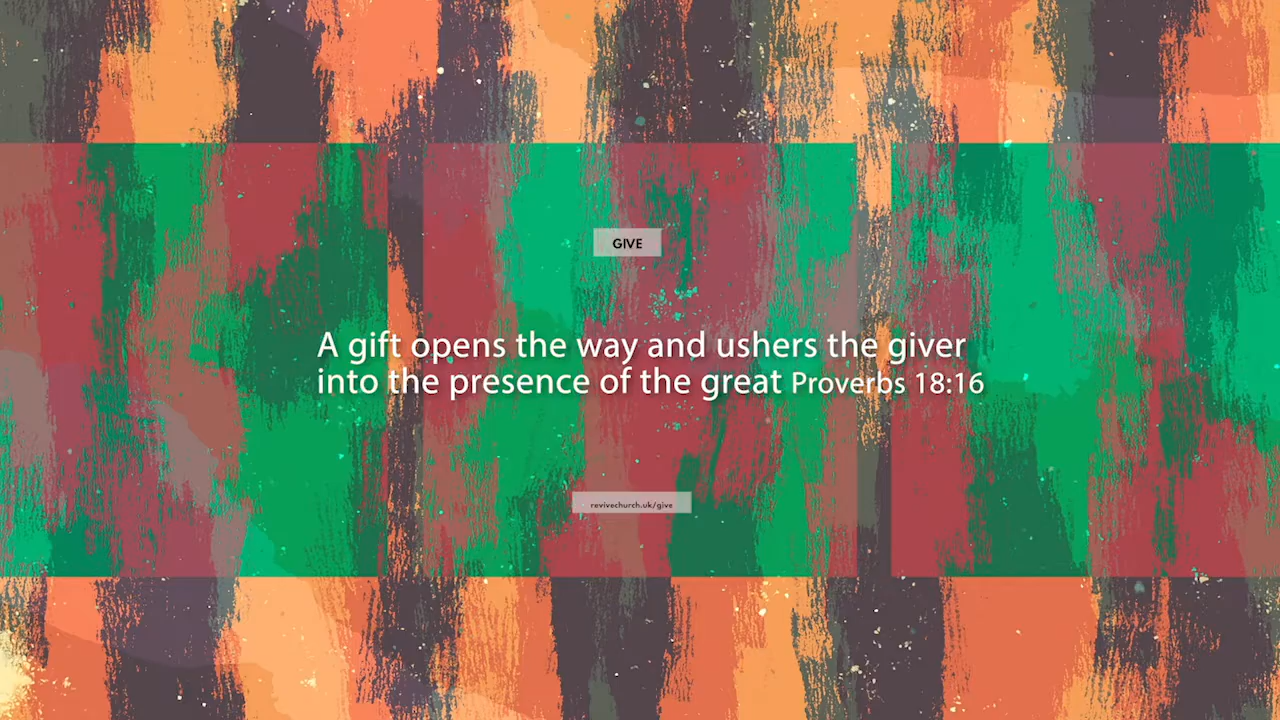 GIVE
A gift opens the way and ushers the giver
into the presence of the great Proverbs 18:16
revivechurch.uk/give